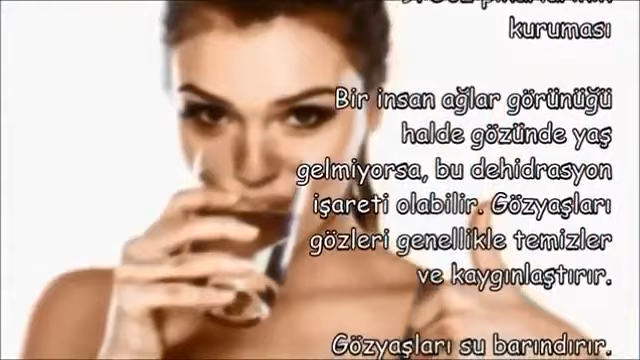 kuruması
Bir insan ağlar görünüğü
halde gözünde yaş
gelmiyorsa, bu dehidrasyon
işareti olabilir. Gözyaşları
gözleri genellikle temizler
ve kaygınlaştırır.
Gözyaşları su barındırır.